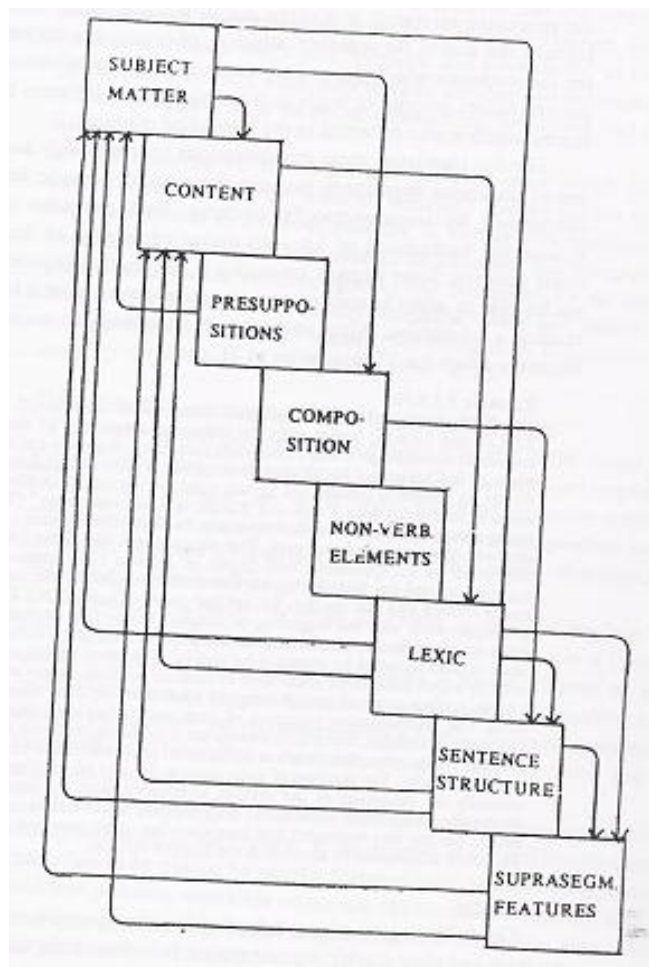 SUBJECT
MATTER
CONTENT
PRESUPPO-
SITIONS
COMPO-
SITION
NON-VERB.
ELEMENTS
LEXIC
SENTENCE
STRUCTURE
SUPRASEGM.
FEATURES